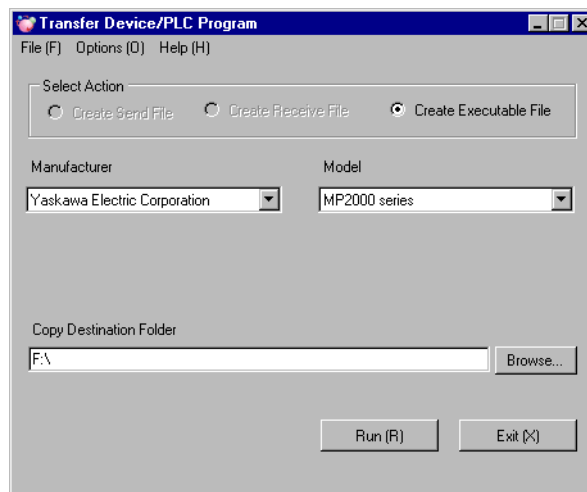 Transfer Device/PLC Program
File (F) Options (O) Help (H)
Select Action
Create Send File Create Receive File Create Executable File
Manufacturer Model
Yaskawa Electric Corporation MP2000 series
Copy Destination Folder
F:\ Browse...
Run (R) Exit (X)